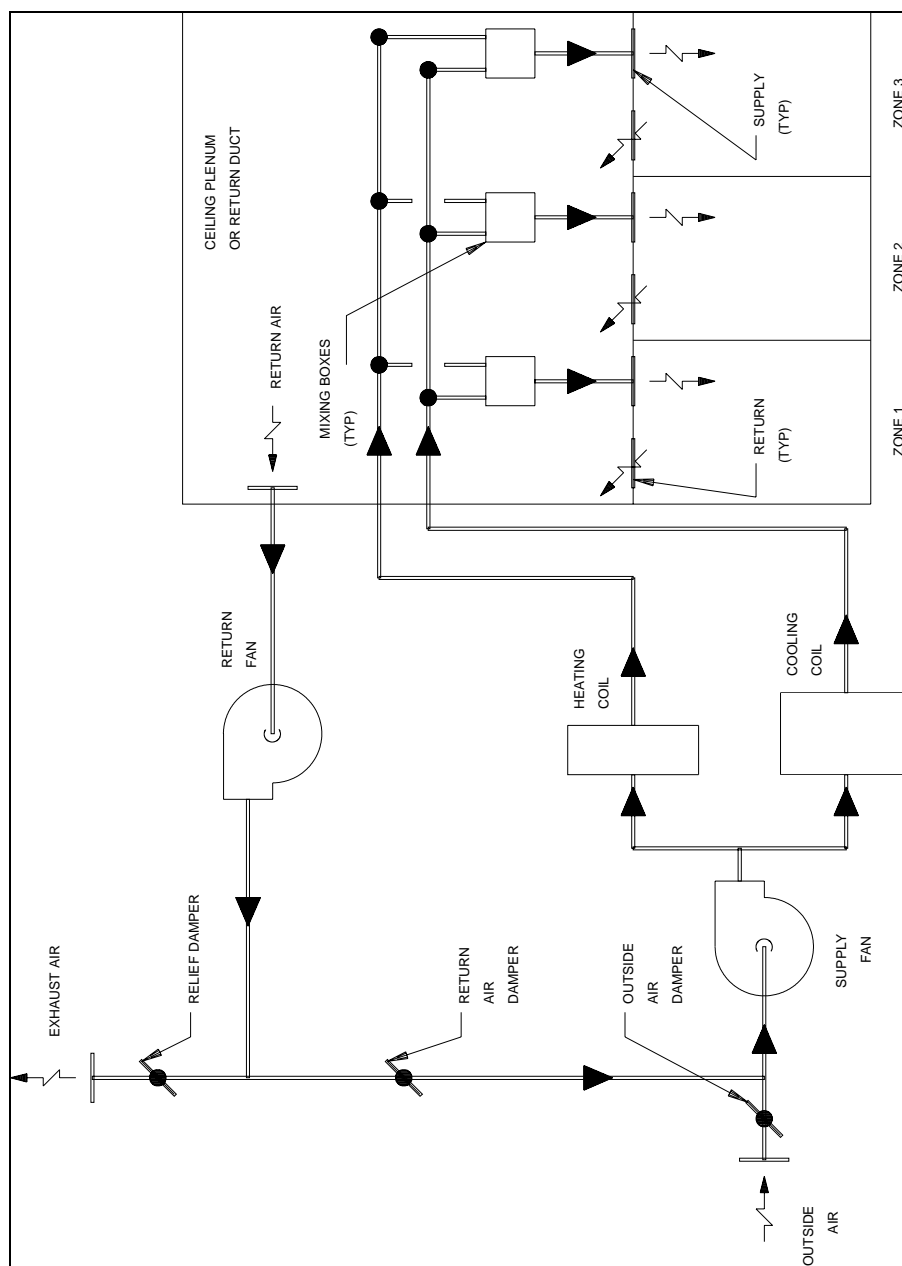 EXHAUST AIR
RELIEF DAMPER
RETURN
AIR
DAMPER
OUTSIDE
AIR
DAMPER
OUTSIDE
AIR
RETURN
FAN
SUPPLY
FAN
HEATING
COIL
COOLING
COIL
RETURN AIR
CEILING PLENUM
OR RETURN DUCT
MIXING BOXES
(TYP)
RETURN
(TYP)
SUPPLY
(TYP)
ZONE 1
ZONE 2
ZONE 3